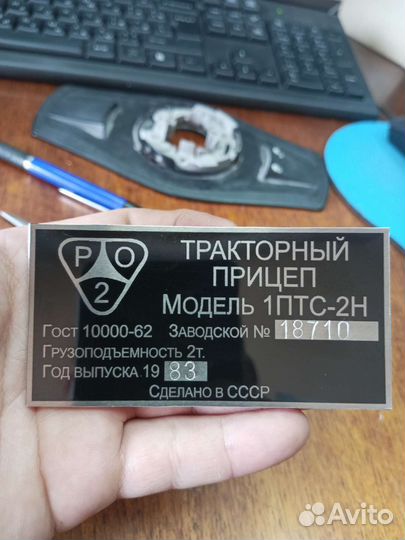 РО
2
ТРАКТОРНЫЙ
ПРИЦЕП
МОДЕЛЬ 1ПТС-2Н
ГОСТ 10000-62 ЗАВОДСКОЙ № 18710
ГРУЗОПОДЪЕМНОСТЬ 2Т.
ГОД ВЫПУСКА 19 83
СДЕЛАНО В СССР
Avito